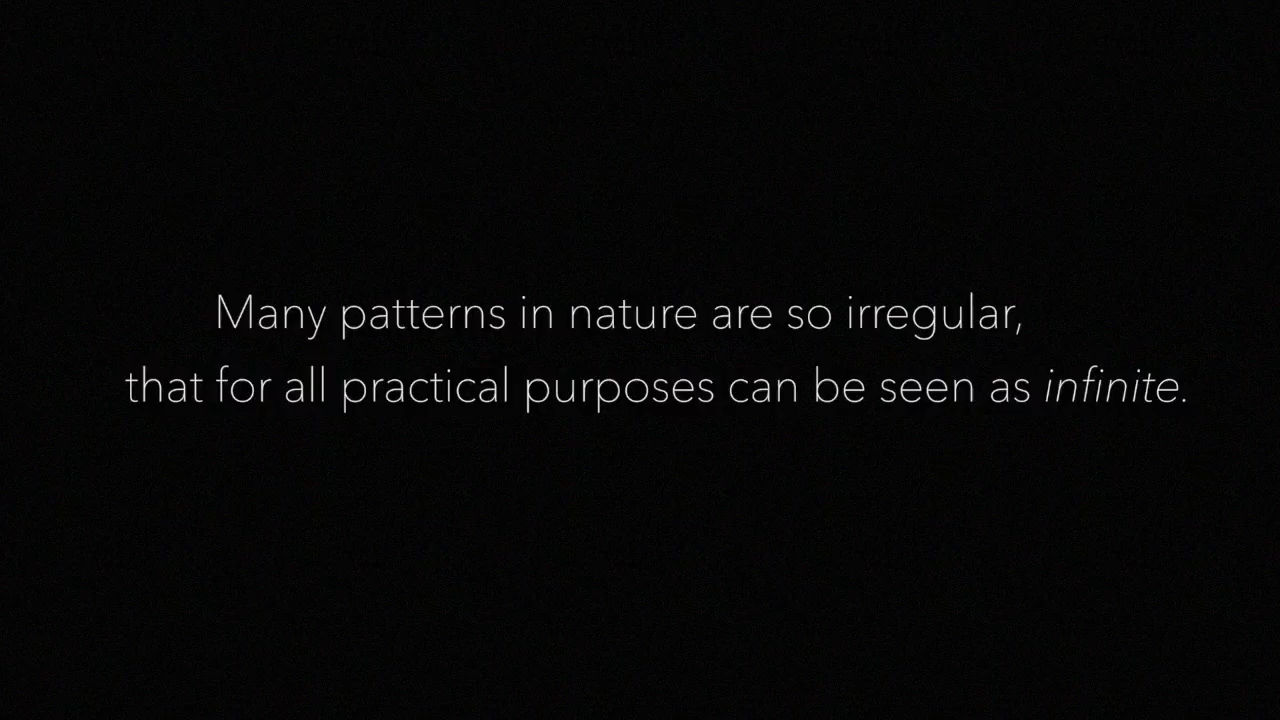 Many patterns in nature are so irregular,
that for all practical purposes can be seen as infinite.